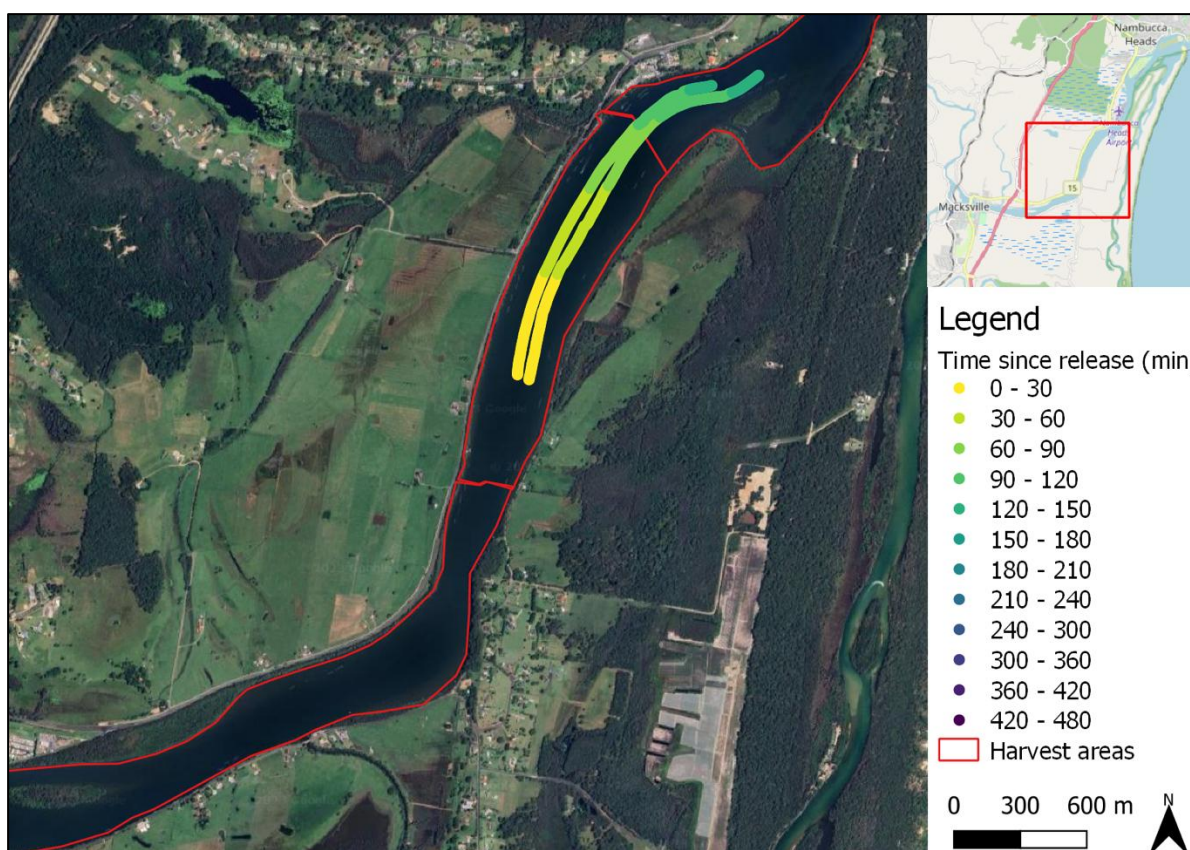 Nambucca
Heads
Heads
Airport
15
Macksville
Legend
Time since release (min
0 - 30
30 - 60
60 - 90
90 - 120
120 - 150
150 - 180
180 - 210
210 - 240
240 - 300
300 - 360
360 - 420
420 - 480
Harvest areas
0 300 600 m
N